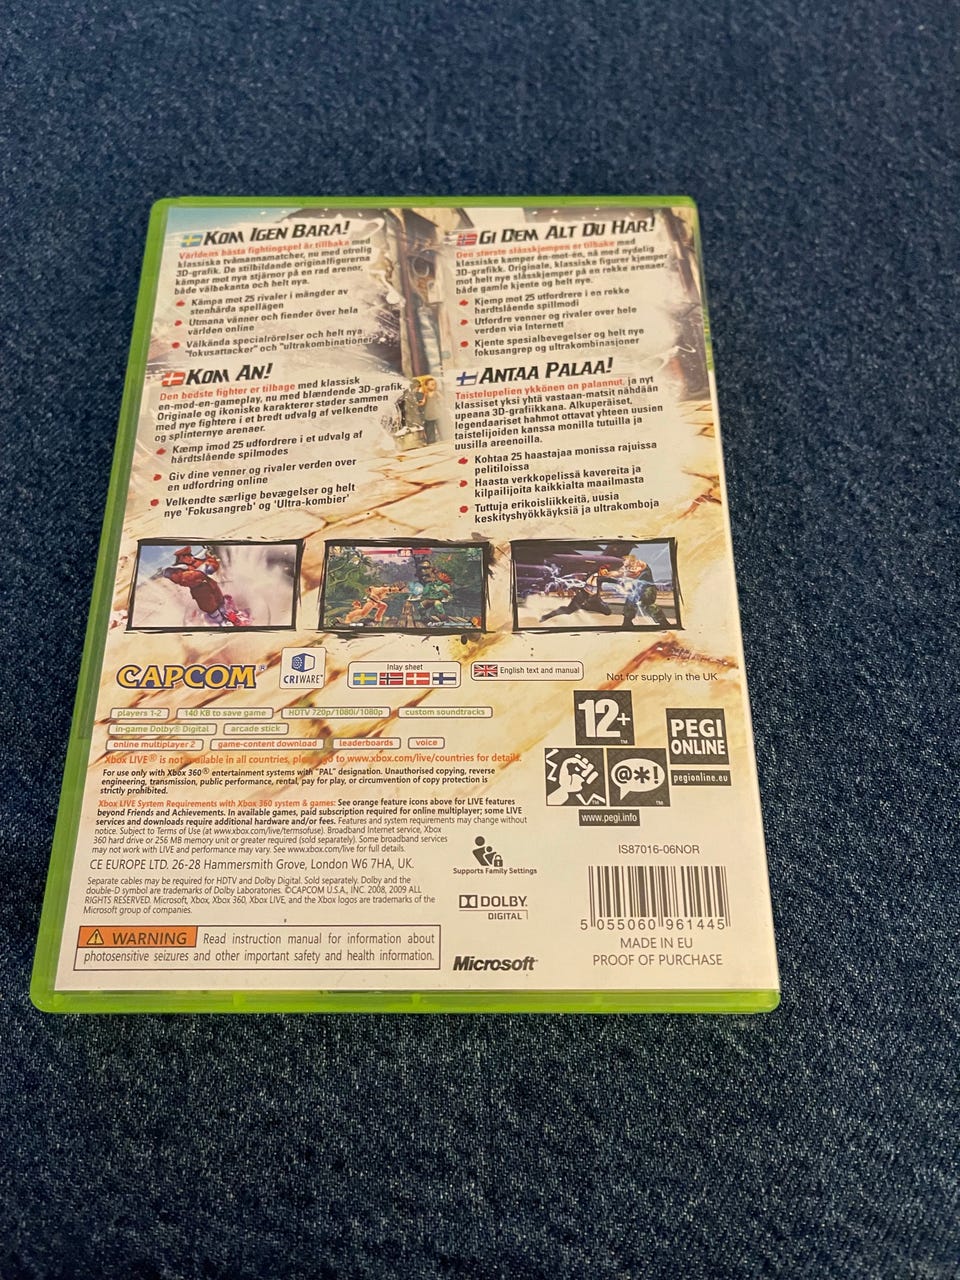 KOM IGEN BARA!
Världens bästa fightingspel är tillbaka med
klassiska tvåmannamatcher, nu med otrolig
3D-grafik. De stilbildande originalfigurerna
kämpar mot nya stjärnor på en rad arenor,
både välbekanta och helt nya.
Kämpa mot 25 rivaler i mängder av
stenhårda spellägen
Utmana vänner och fiender över hela
världen online
Välkända specialrörelser och helt nya
"fokusattacker" och "ultrakombinationer"
GI DEM ALT DU HAR!
Den største slåsskjempen er tilbake med
klassiske kamper én-mot-én, nå med nydelig
3D-grafikk. Originale, klassiske figurer kjemper
mot helt nye slåsskjemper på en rekke arenaer,
både gamle kjente og helt nye.
Kjemp mot 25 utfordrere i en rekke
hardtslående spillmodi
Utfordre venner og rivaler over hele
verden via Internett
Kjente spesialbevegelser og helt nye
fokusangrep og ultrakombinasjoner
KOM AN!
Den bedste fighter er tilbage med klassisk
en-mod-en-gameplay, nu med blændende 3D-grafik.
Originale og ikoniske karakterer støder sammen
med nye fightere i et bredt udvalg af velkendte
og splinternye arenaer.
Kæmp imod 25 udfordrere i et udvalg af
hårdtslående spilmodes
Giv dine venner og rivaler verden over
en udfordring online
Velkendte særlige bevægelser og helt
nye 'Fokusangreb' og 'Ultra-kombier'
ANTAA PALAA!
Taistelupelien ykkönen on palannut, ja nyt
klassiset yksi yhtä vastaan-matsit nähdään
upeana 3D-grafiikkana. Alkuperäiset,
legendaariset hahmot ottavat yhteen uusien
taistelijoiden kanssa monilla tutuilla ja
uusilla areenoilla.
Kohtaa 25 haastajaa monissa rajuissa
pelitiloissa
Haasta verkkopelissä kavereita ja
kilpailijoita kaikkialta maailmasta
Tuttuja erikoisliikkeitä, uusia
keskityshyökkäyksiä ja ultrakomboja
CAPCOM®
CRIWARE™
Inlay sheet
English text and manual
Not for supply in the UK
players 1-2
140 KB to save game
HDTV 720p/1080i/1080p
custom soundtracks
in-game Dolby® Digital
arcade stick
online multiplayer 2
game-content download
leaderboards
voice
Xbox LIVE® is not available in all countries, please go to www.xbox.com/live/countries for details.
For use only with Xbox 360® entertainment systems with "PAL" designation. Unauthorised copying, reverse
engineering, transmission, public performance, rental, pay for play, or circumvention of copy protection is
strictly prohibited.
Xbox LIVE System Requirements with Xbox 360 system & games: See orange feature icons above for LIVE features
beyond Friends and Achievements. In available games, paid subscription required for online multiplayer; some LIVE
services and downloads require additional hardware and/or fees. Features and system requirements may change without
notice. Subject to Terms of Use (at www.xbox.com/live/termsofuse). Broadband Internet service, Xbox
360 hard drive or 256 MB memory unit or greater required (sold separately). Some broadband services
may not work with LIVE and performance may vary. See www.xbox.com/live for full details.
CE EUROPE LTD. 26-28 Hammersmith Grove, London W6 7HA, UK.
Separate cables may be required for HDTV and Dolby Digital. Sold separately. Dolby and the
double-D symbol are trademarks of Dolby Laboratories. ©CAPCOM U.S.A., INC. 2008, 2009 ALL
RIGHTS RESERVED. Microsoft, Xbox, Xbox 360, Xbox LIVE, and the Xbox logos are trademarks of the
Microsoft group of companies.
WARNING Read instruction manual for information about
photosensitive seizures and other important safety and health information.
Supports Family Settings
DOLBY
DIGITAL
Microsoft®
12+™
@*!
™
™
www.pegi.info
PEGI
ONLINE
pegionline.eu
IS87016-06NOR
5 055060 961445
MADE IN EU
PROOF OF PURCHASE